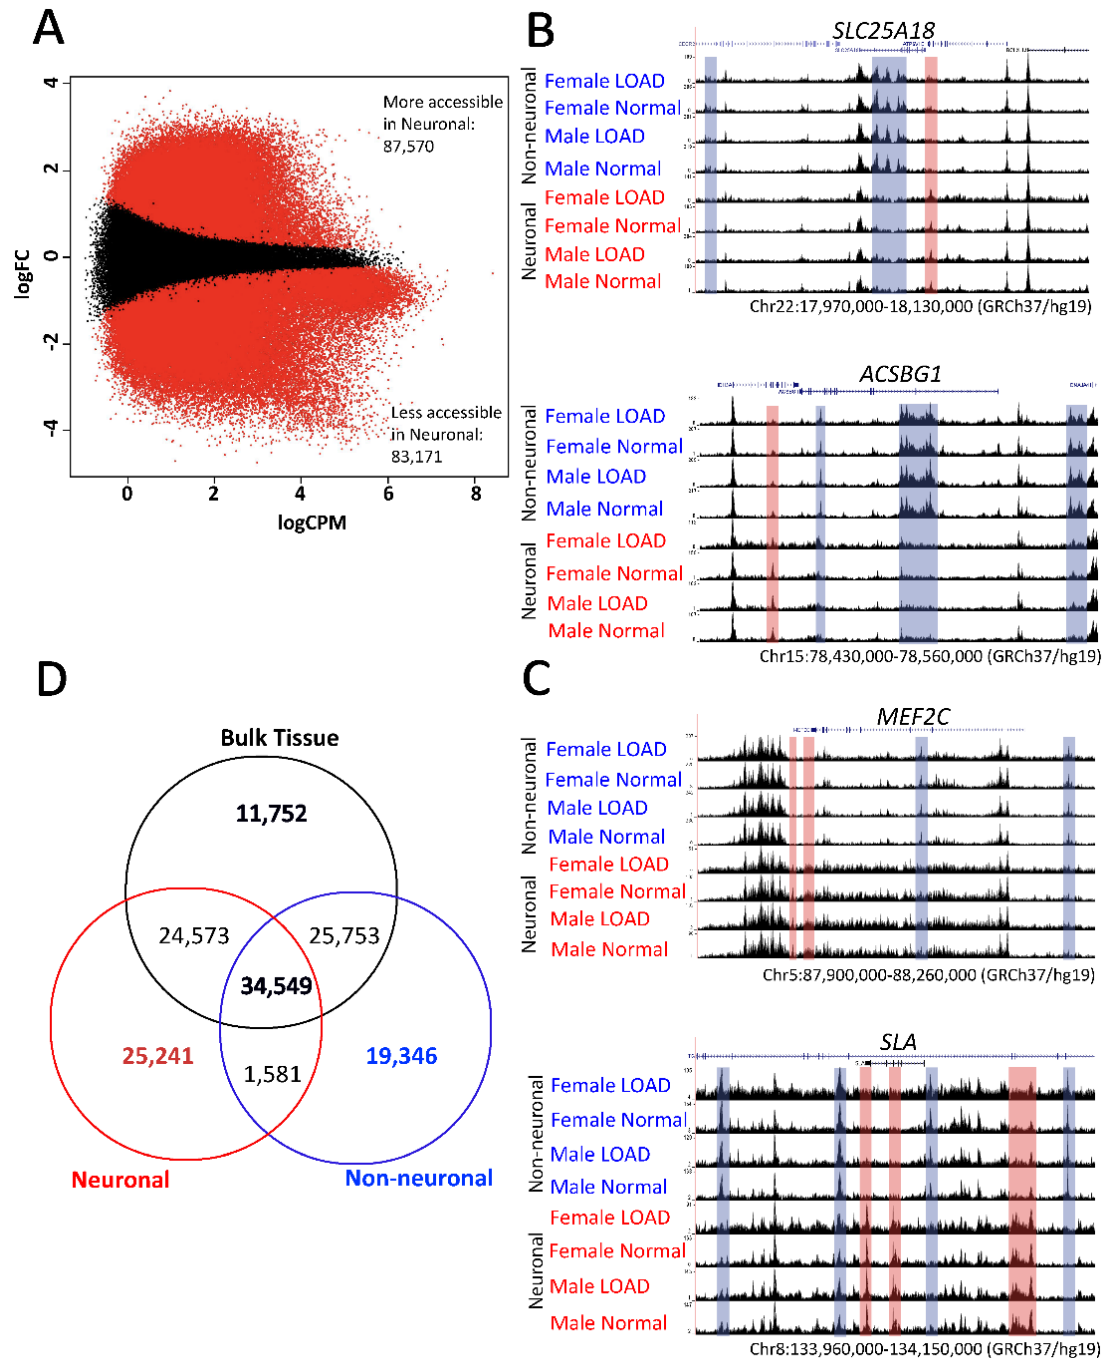 A
4
2
0
-2
-4
logFC
More accessible
in Neuronal:
87,570
Less accessible
in Neuronal:
83,171
0
2
4
6
8
logCPM
B
SLC25A18
Non-neuronal
Female LOAD
Female Normal
Male LOAD
Male Normal
Neuronal
Female LOAD
Female Normal
Male LOAD
Male Normal
Chr22:17,970,000-18,130,000 (GRCh37/hg19)
ACSBG1
Non-neuronal
Female LOAD
Female Normal
Male LOAD
Male Normal
Neuronal
Female LOAD
Female Normal
Male LOAD
Male Normal
Chr15:78,430,000-78,560,000 (GRCh37/hg19)
D
Bulk Tissue
11,752
24,573
25,753
34,549
25,241
19,346
1,581
Neuronal
Non-neuronal
C
MEF2C
Non-neuronal
Female LOAD
Female Normal
Male LOAD
Male Normal
Neuronal
Female LOAD
Female Normal
Male LOAD
Male Normal
Chr5:87,900,000-88,260,000 (GRCh37/hg19)
SLA
Non-neuronal
Female LOAD
Female Normal
Male LOAD
Male Normal
Neuronal
Female LOAD
Female Normal
Male LOAD
Male Normal
Chr8:133,960,000-134,150,000 (GRCh37/hg19)